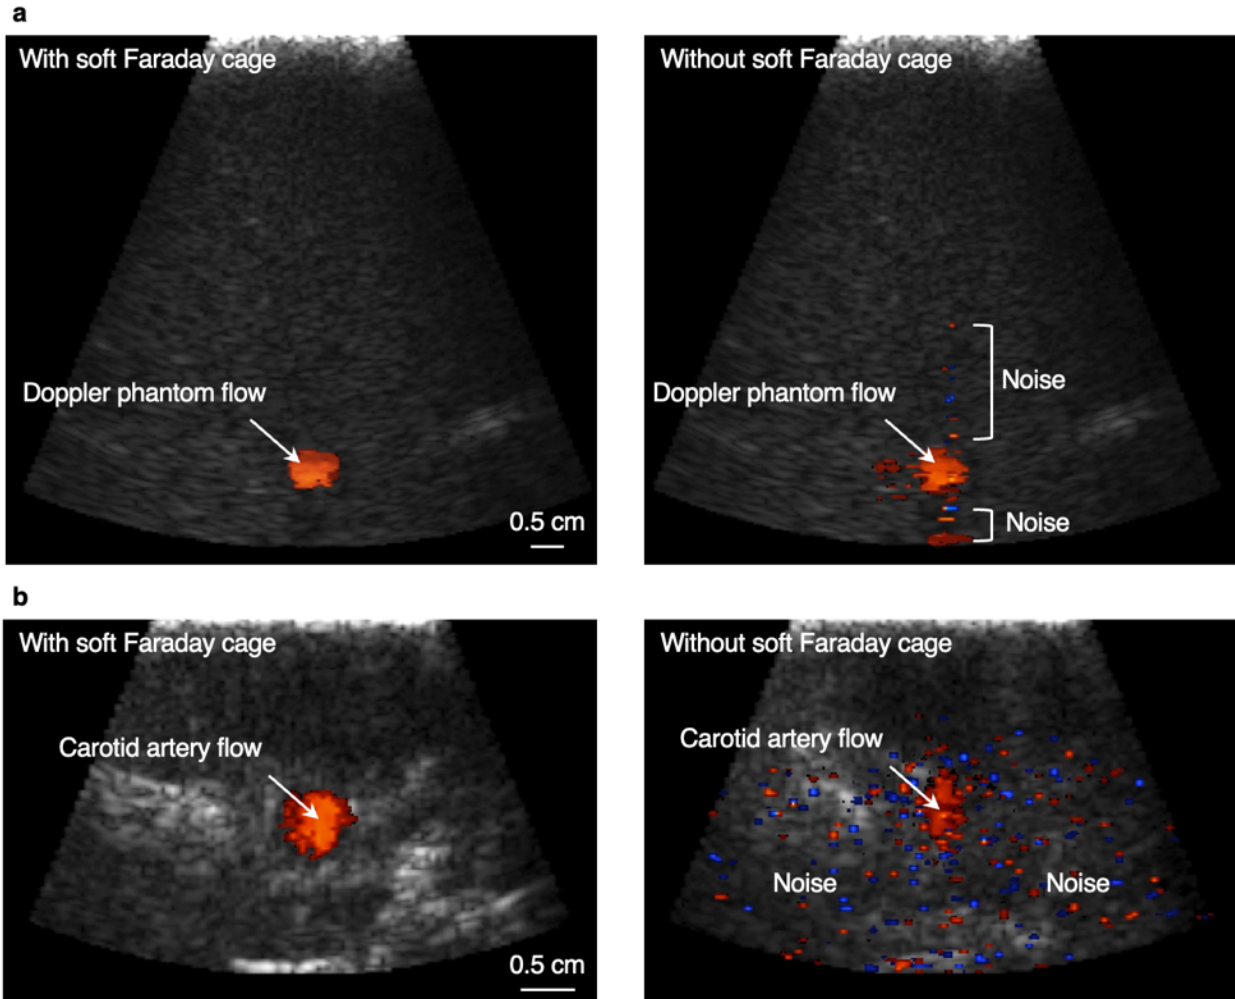 a
With soft Faraday cage
Without soft Faraday cage
Doppler phantom flow
Doppler phantom flow
Noise
Noise
0.5 cm
b
With soft Faraday cage
Without soft Faraday cage
Carotid artery flow
Carotid artery flow
Noise
Noise
0.5 cm